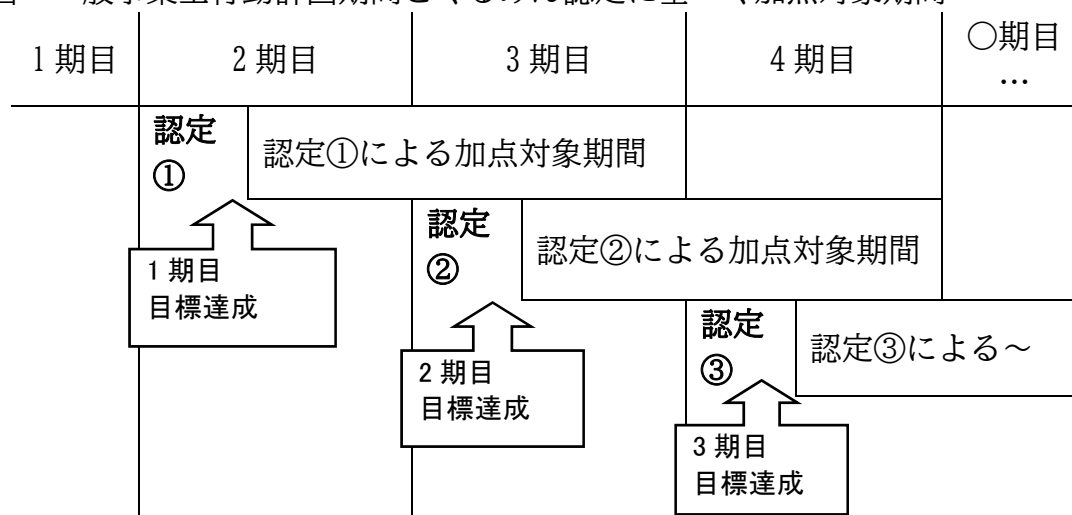 1期目
2期目
3期目
4期目
○期目
…
認定
①
認定①による加点対象期間
1期目
目標達成
認定
②
認定②による加点対象期間
2期目
目標達成
認定
③
認定③による～
3期目
目標達成